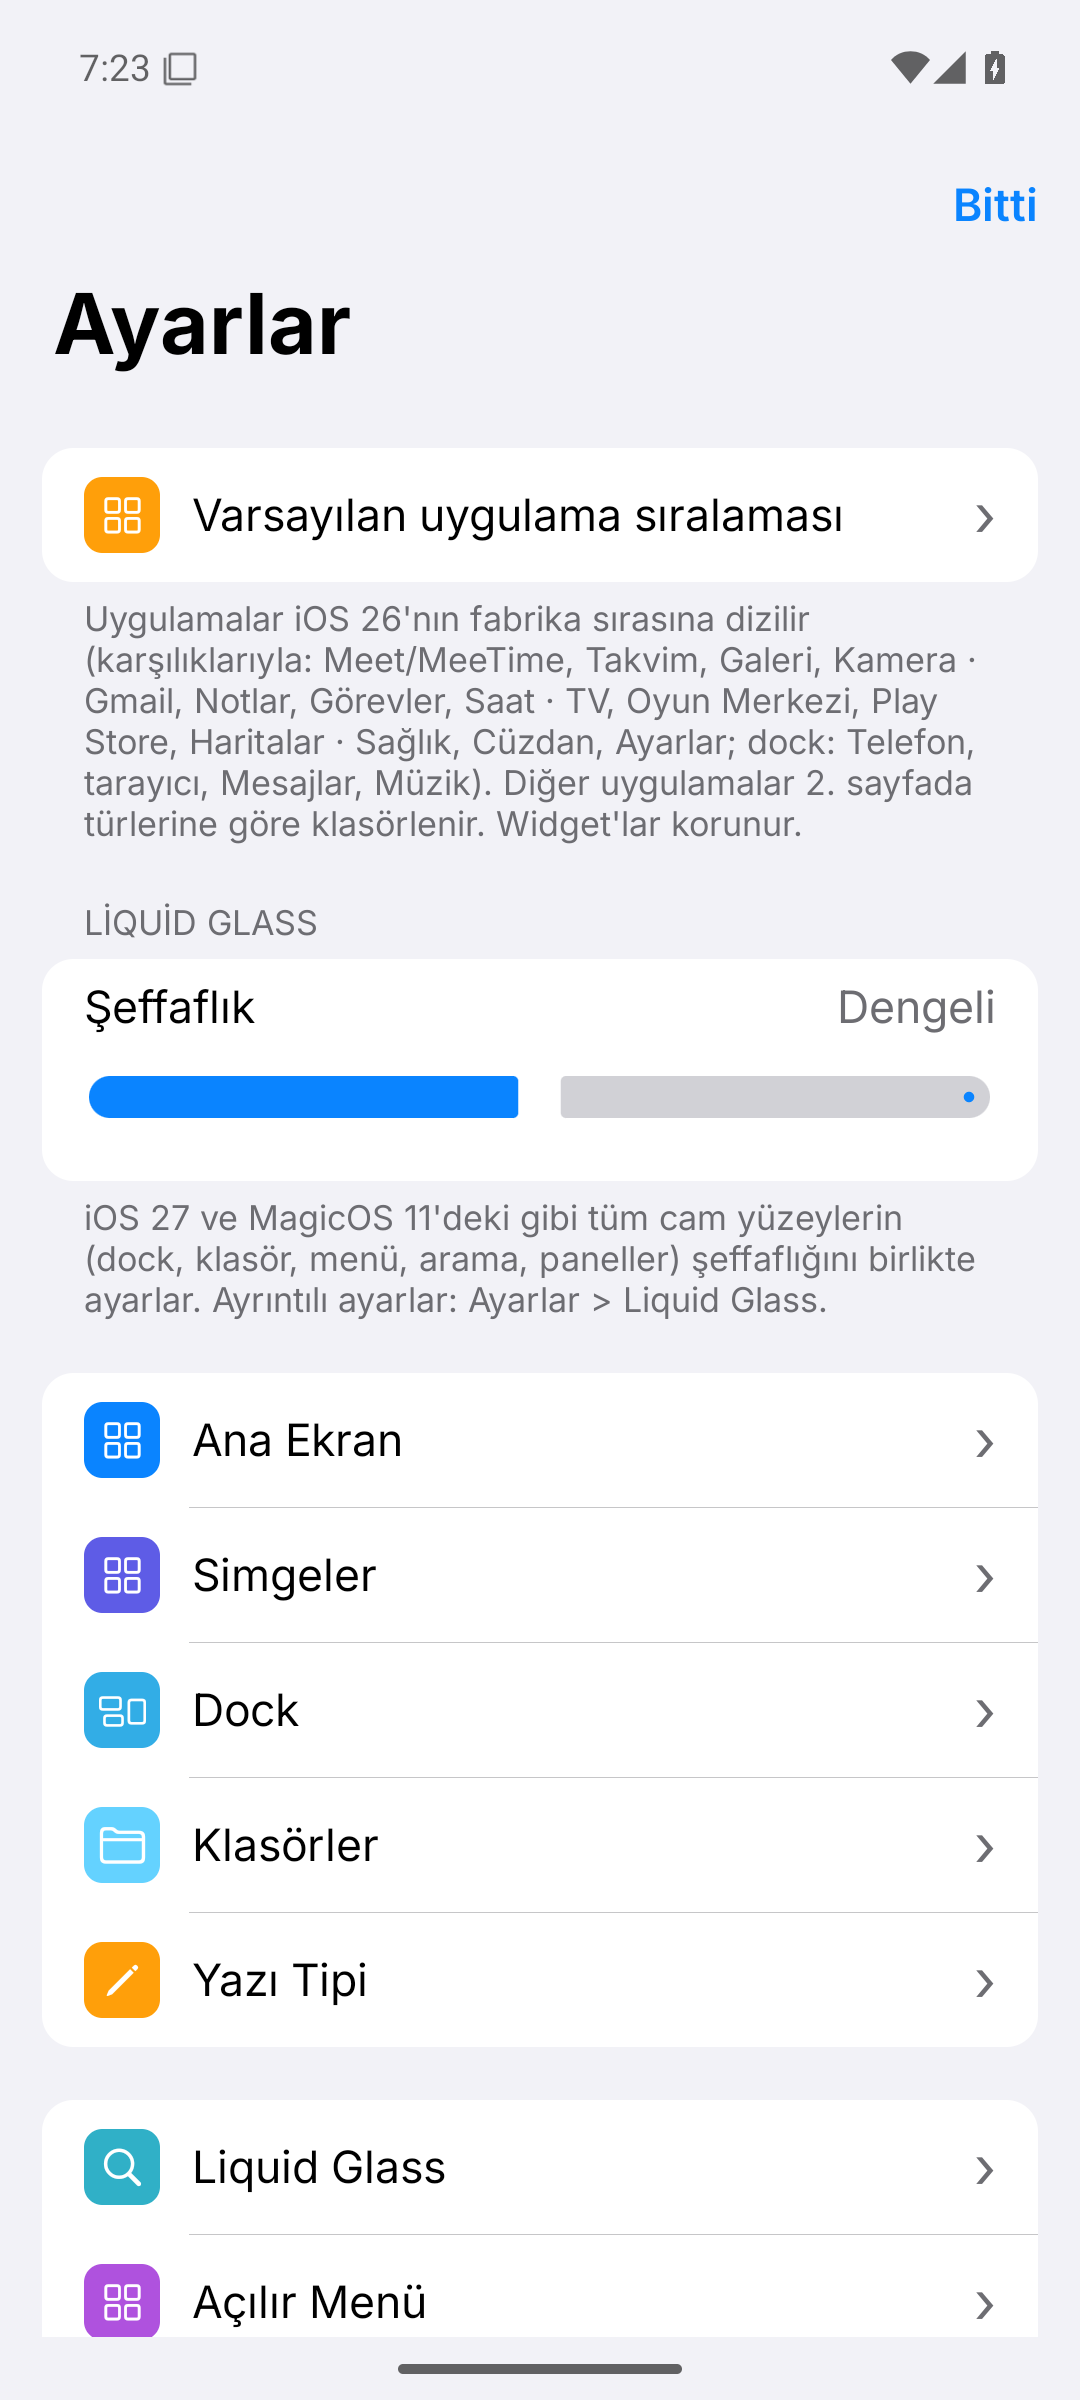 7:23
Bitti
Ayarlar
Varsayılan uygulama sıralaması
Uygulamalar iOS 26'nın fabrika sırasına dizilir
(karşılıklarıyla: Meet/MeeTime, Takvim, Galeri, Kamera ·
Gmail, Notlar, Görevler, Saat · TV, Oyun Merkezi, Play
Store, Haritalar · Sağlık, Cüzdan, Ayarlar; dock: Telefon,
tarayıcı, Mesajlar, Müzik). Diğer uygulamalar 2. sayfada
türlerine göre klasörlenir. Widget'lar korunur.
LİQUİD GLASS
Şeffaflık
Dengeli
iOS 27 ve MagicOS 11'deki gibi tüm cam yüzeylerin
(dock, klasör, menü, arama, paneller) şeffaflığını birlikte
ayarlar. Ayrıntılı ayarlar: Ayarlar > Liquid Glass.
Ana Ekran
Simgeler
Dock
Klasörler
Yazı Tipi
Liquid Glass
Açılır Menü